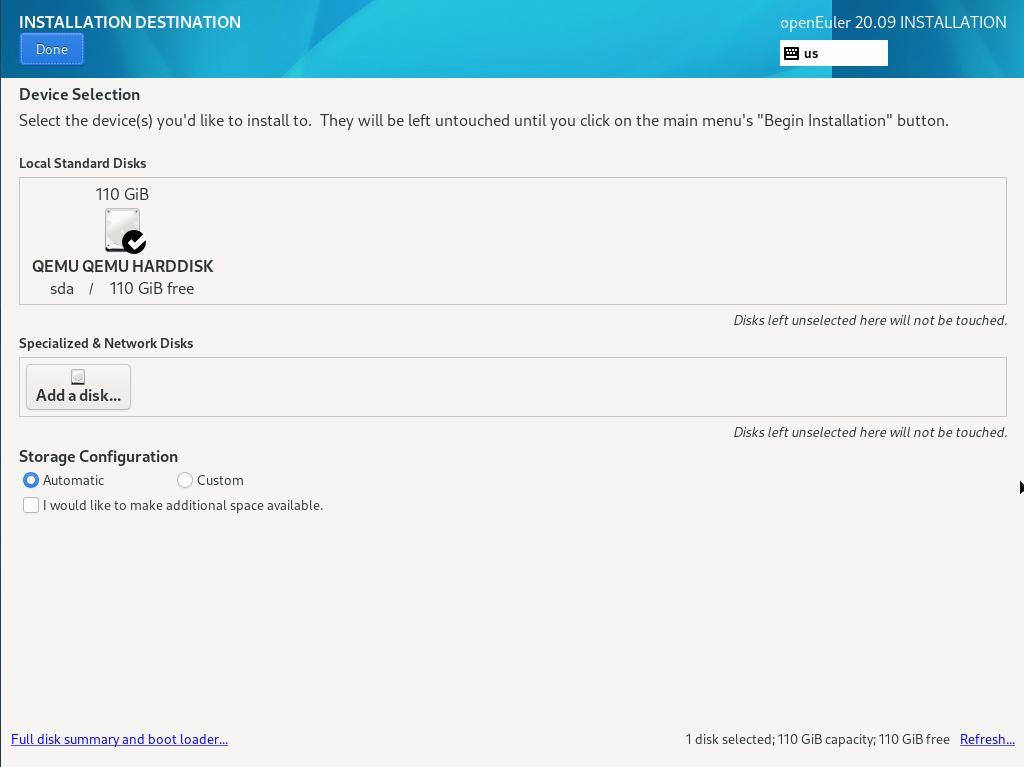 INSTALLATION DESTINATION
openEuler 20.09 INSTALLATION
Done
us
Device Selection
Select the device(s) you'd like to install to.  They will be left untouched until you click on the main menu's "Begin Installation" button.
Local Standard Disks
110 GiB
QEMU QEMU HARDDISK
sda / 110 GiB free
Disks left unselected here will not be touched.
Specialized & Network Disks
Add a disk...
Disks left unselected here will not be touched.
Storage Configuration
Automatic Custom
I would like to make additional space available.
Full disk summary and boot loader... 1 disk selected; 110 GiB capacity; 110 GiB free Refresh...